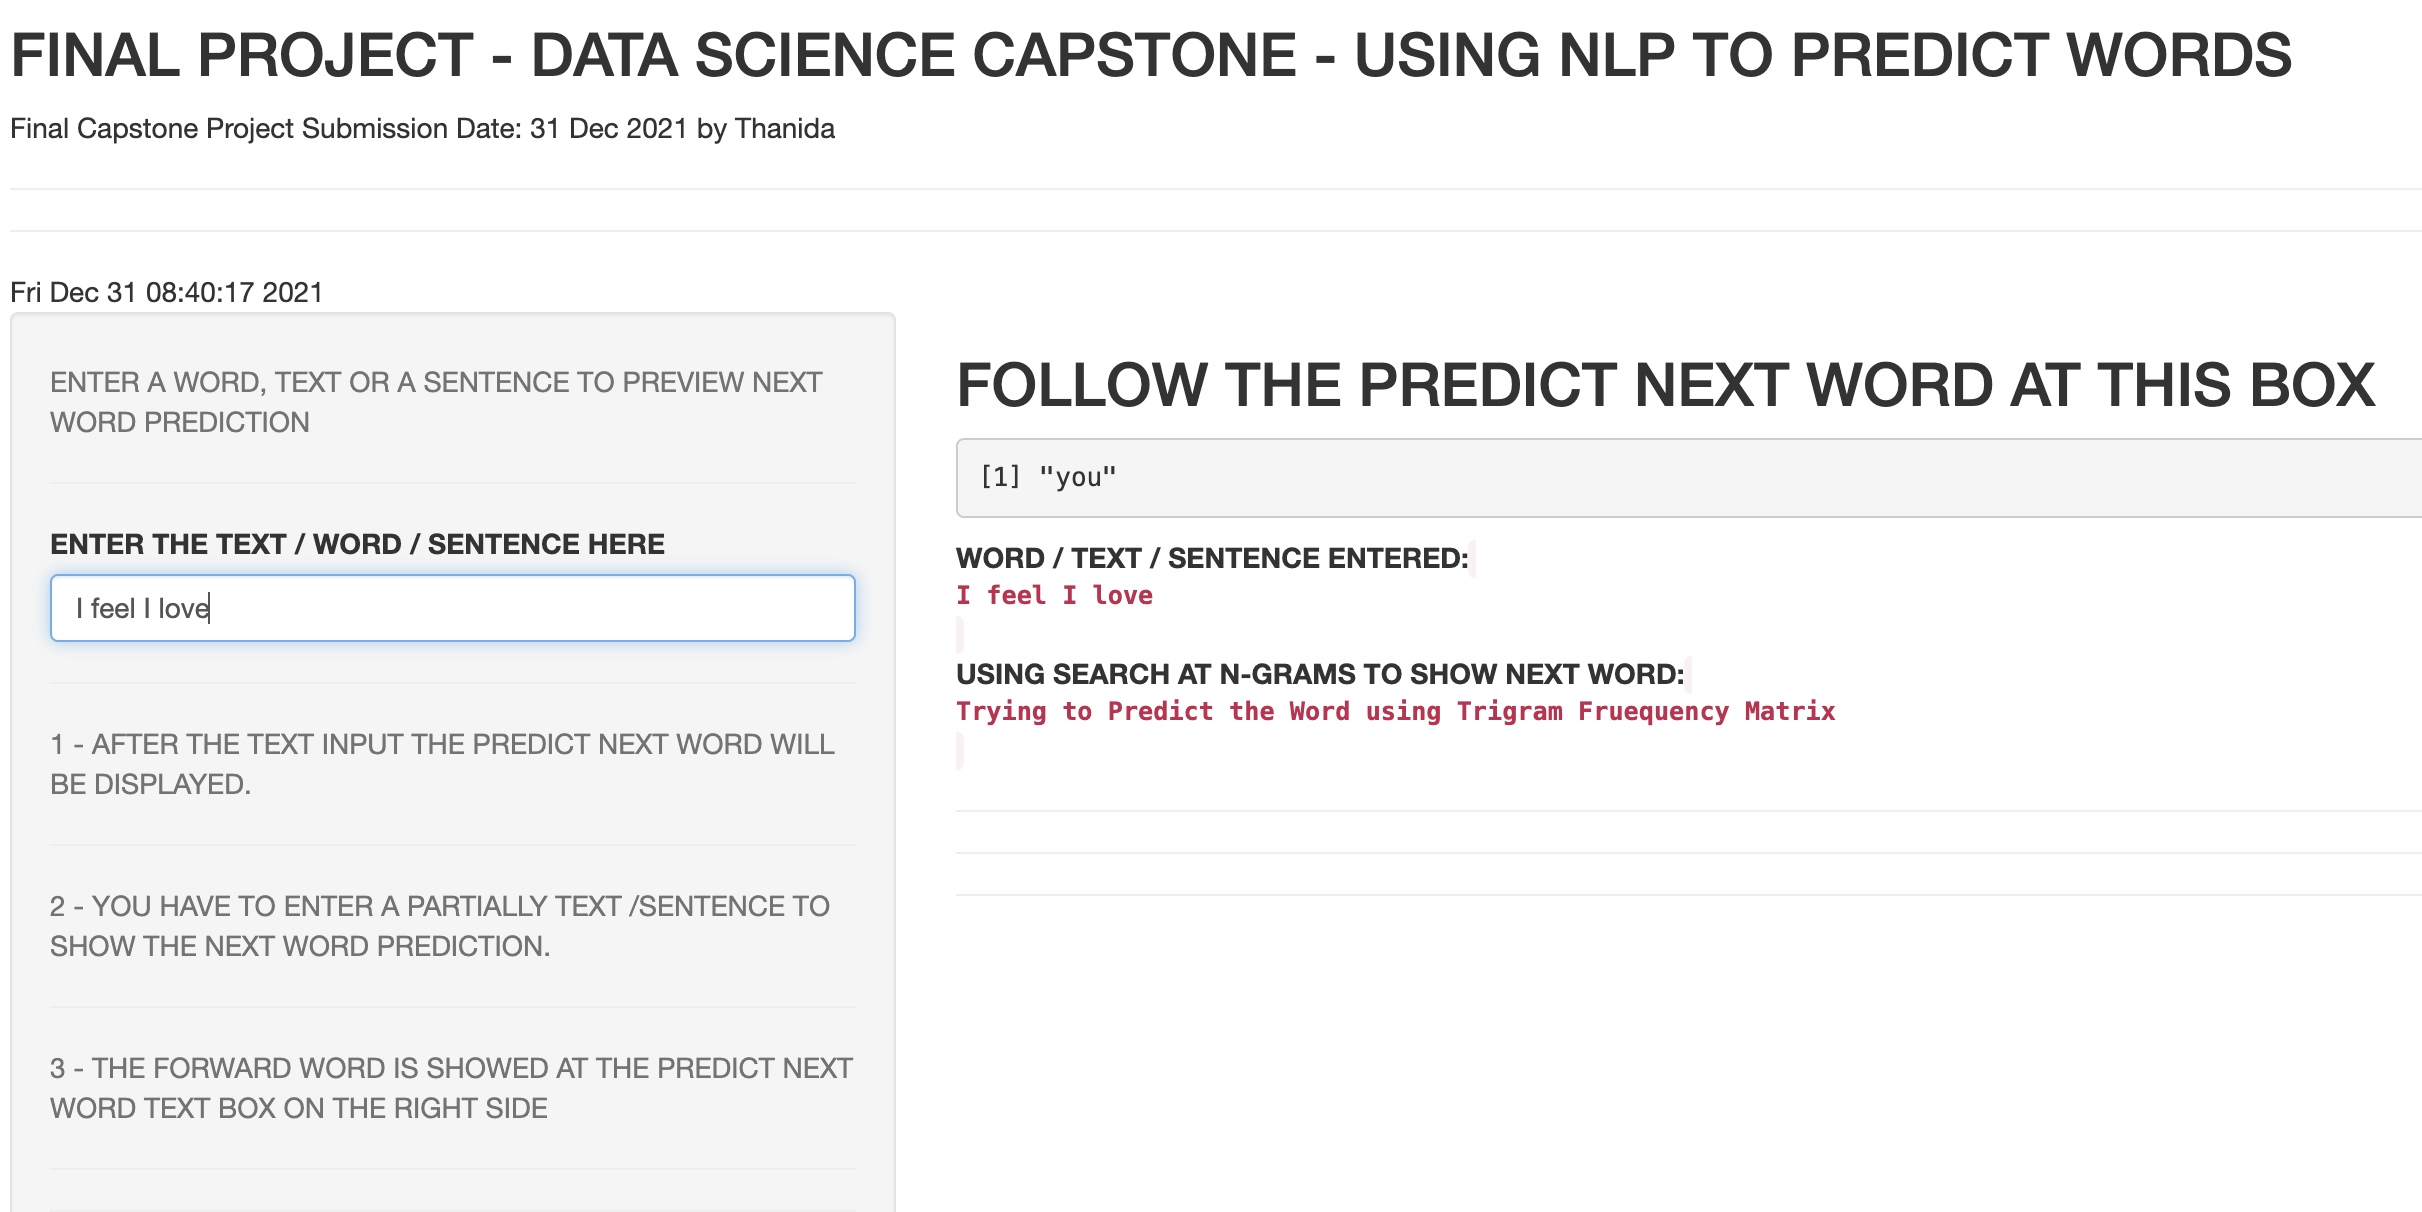 FINAL PROJECT - DATA SCIENCE CAPSTONE - USING NLP TO PREDICT WORDS
Final Capstone Project Submission Date: 31 Dec 2021 by Thanida
Fri Dec 31 08:40:17 2021
ENTER A WORD, TEXT OR A SENTENCE TO PREVIEW NEXT
WORD PREDICTION
ENTER THE TEXT / WORD / SENTENCE HERE
I feel I love
1 - AFTER THE TEXT INPUT THE PREDICT NEXT WORD WILL
BE DISPLAYED.
2 - YOU HAVE TO ENTER A PARTIALLY TEXT /SENTENCE TO
SHOW THE NEXT WORD PREDICTION.
3 - THE FORWARD WORD IS SHOWED AT THE PREDICT NEXT
WORD TEXT BOX ON THE RIGHT SIDE
FOLLOW THE PREDICT NEXT WORD AT THIS BOX
[1] "you"
WORD / TEXT / SENTENCE ENTERED:
I feel I love
USING SEARCH AT N-GRAMS TO SHOW NEXT WORD:
Trying to Predict the Word using Trigram Fruequency Matrix